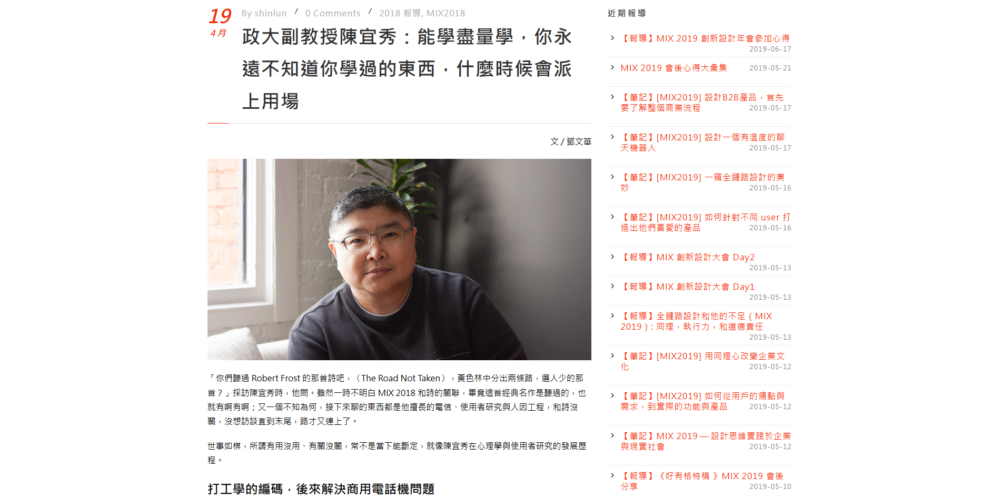 19
4 月
By shinlun / 0 Comments / 2018 報導, MIX2018
政大副教授陳宜秀：能學盡量學，你永
遠不知道你學過的東西，什麼時候會派
上用場
文 / 鄧文華
「你們聽過 Robert Frost 的那首詩吧，〈The Road Not Taken〉，黃色林中分出兩條路，選人少的那
首？」採訪陳宜秀時，他問。雖然一時不明白 MIX 2018 和詩的關聯，畢竟這首經典名作是聽過的，也
就有啊有啊；又一個不知為何，接下來聊的東西都是他擅長的電信、使用者研究與人因工程，和詩沒
關，沒想訪談直到末尾，路才又連上了。
世事如棋，所謂有用沒用、有關沒關，常不是當下能斷定，就像陳宜秀在心理學與使用者研究的發展歷
程。
打工學的編碼，後來解決商用電話機問題
近期報導
【報導】MIX 2019 創新設計年會參加心得
2019-06-17
MIX 2019 會後心得大彙集 2019-05-21
【筆記】[MIX2019] 設計B2B產品，首先
要了解整個商業流程 2019-05-17
【筆記】[MIX2019] 設計一個有溫度的聊
天機器人 2019-05-17
【筆記】[MIX2019] 一窺全鏈路設計的奧
妙 2019-05-16
【筆記】[MIX2019] 如何針對不同 user 打
造出他們喜愛的產品 2019-05-16
【報導】MIX 創新設計大會 Day2
2019-05-13
【報導】MIX 創新設計大會 Day1
2019-05-13
【報導】全鏈路設計和他的不足 ( MIX
2019 ) : 同理，執行力，和道德責任
2019-05-13
【筆記】[MIX2019] 用同理心改變企業文
化 2019-05-12
【筆記】[MIX2019] 如何從用戶的痛點與
需求，到實際的功能與產品 2019-05-12
【筆記】MIX 2019 — 設計思維實踐於企業
與現實社會 2019-05-12
【報導】《好有格特稿 》MIX 2019 會後
分享 2019-05-10